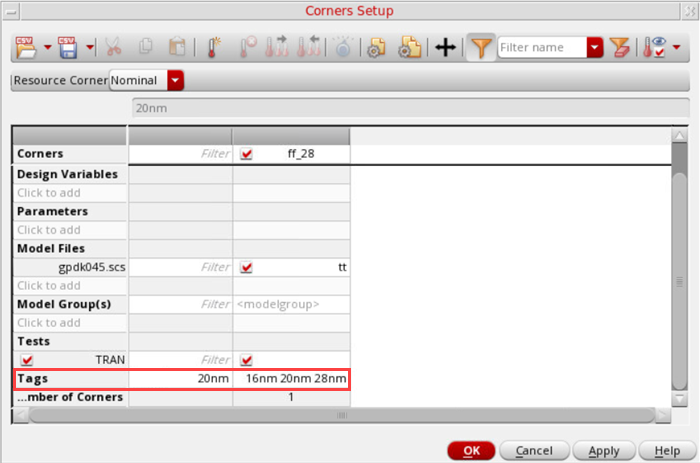 Corners Setup
CSV CSV Filter name
Resource Corner Nominal
20nm
Corners Filter ff_28
Design Variables
Click to add
Parameters
Click to add
Model Files
gpdk045.scs Filter tt
Click to add
Model Group(s) Filter <modelgroup>
Click to add
Tests
TRAN Filter
Tags 20nm 16nm 20nm 28nm
...mber of Corners 1
OK Cancel Apply Help